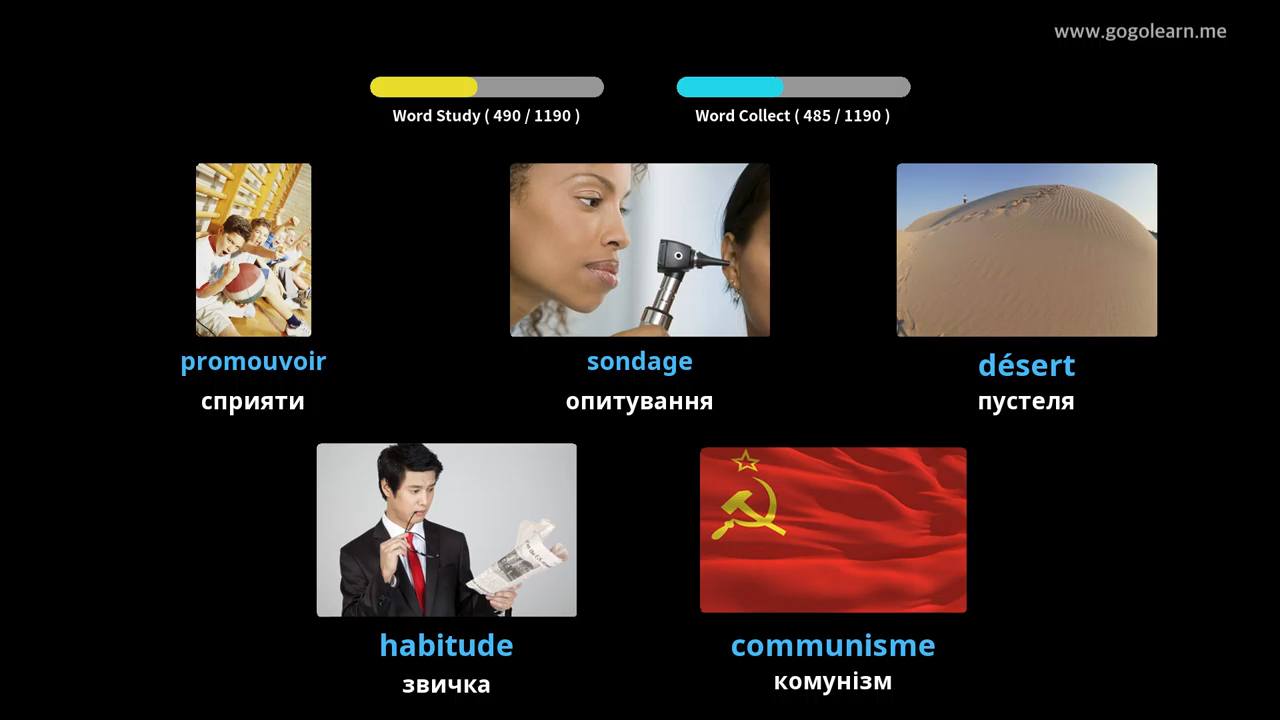 www.gogolearn.me
Word Study ( 490 / 1190 )
Word Collect ( 485 / 1190 )
promouvoir
сприяти
sondage
опитування
désert
пустеля
habitude
звичка
communisme
комунізм